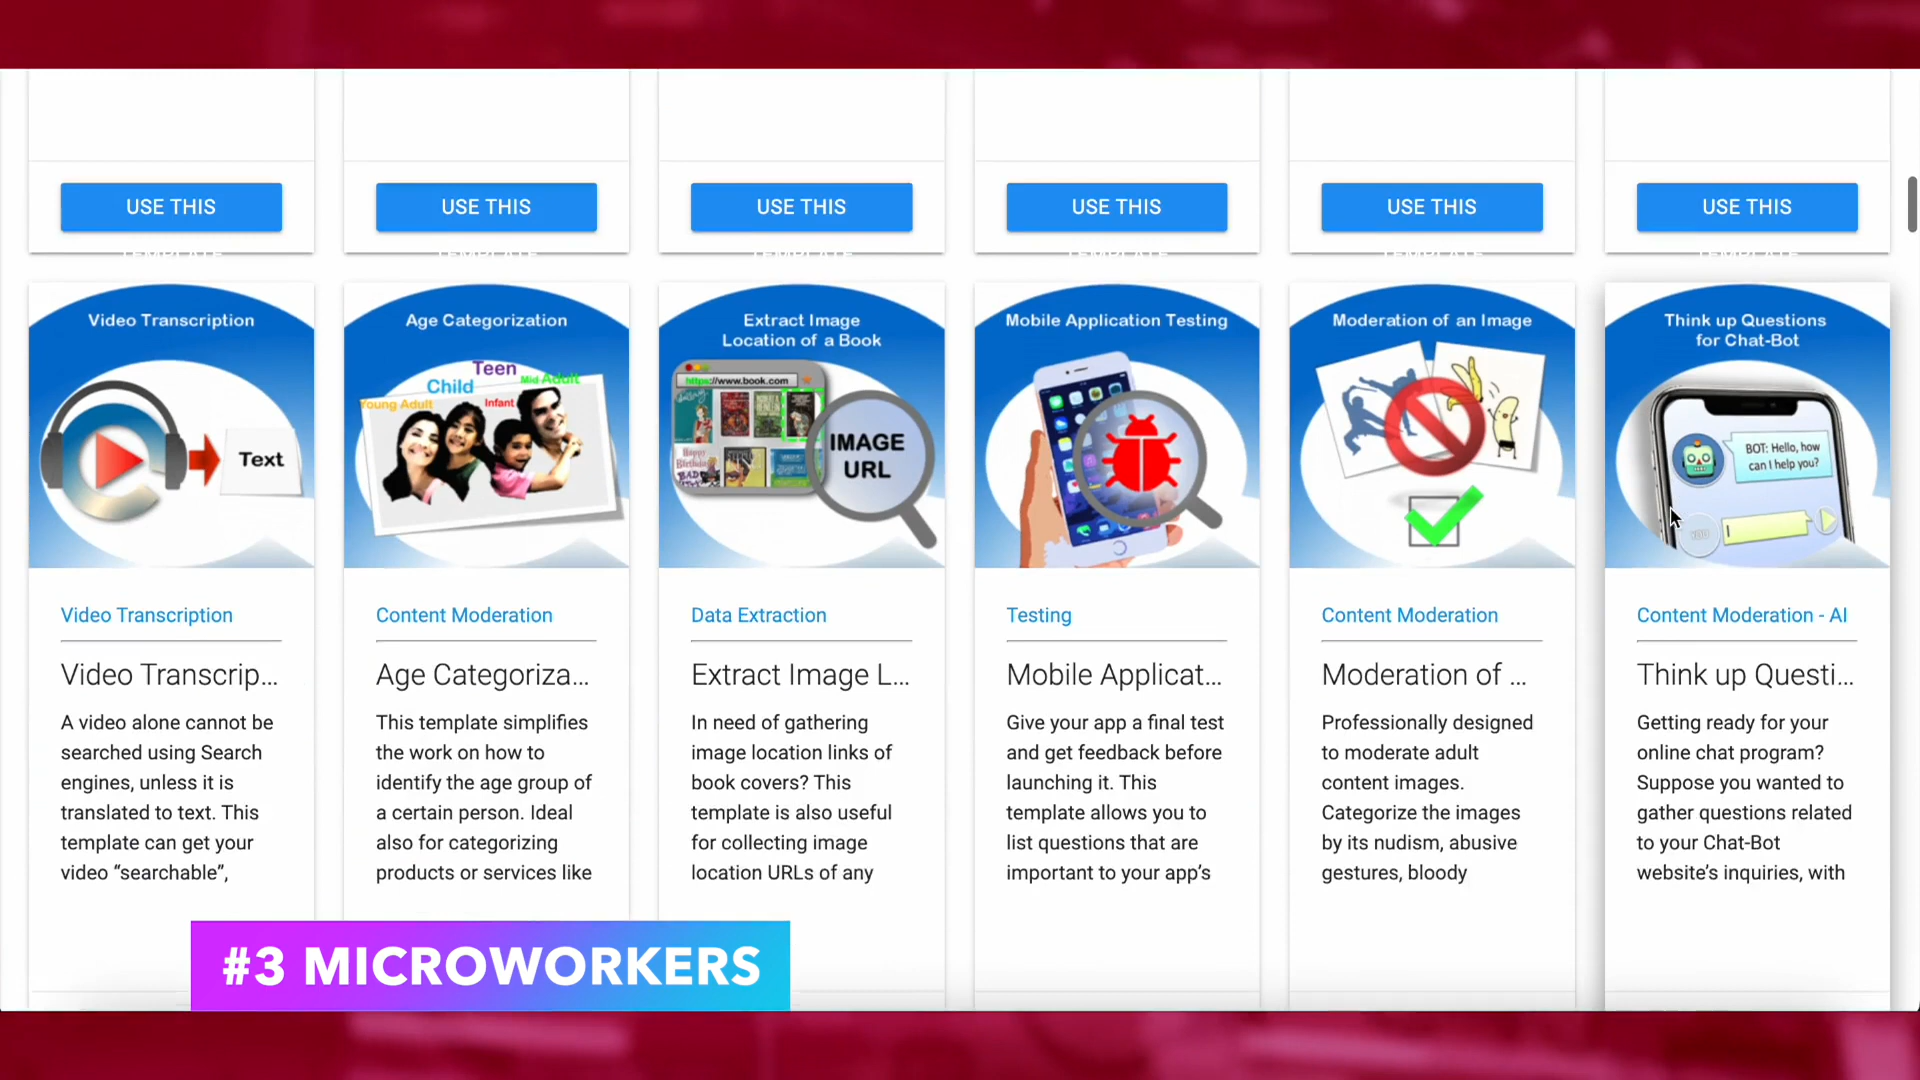 USE THIS
USE THIS
USE THIS
USE THIS
USE THIS
USE THIS
TEMPLATE
TEMPLATE
TEMPLATE
TEMPLATE
TEMPLATE
TEMPLATE
Video Transcription
Text
Video Transcription
Video Transcrip...
A video alone cannot be
searched using Search
engines, unless it is
translated to text. This
template can get your
video “searchable”,
Age Categorization
Teen
Child
Mid Adult
Young Adult
Infant
Content Moderation
Age Categoriza...
This template simplifies
the work on how to
identify the age group of
a certain person. Ideal
also for categorizing
products or services like
Extract Image
Location of a Book
https://www.book.com
IMAGE
URL
Data Extraction
Extract Image L...
In need of gathering
image location links of
book covers? This
template is also useful
for collecting image
location URLs of any
Mobile Application Testing
Testing
Mobile Applicat...
Give your app a final test
and get feedback before
launching it. This
template allows you to
list questions that are
important to your app’s
Moderation of an Image
Content Moderation
Moderation of ...
Professionally designed
to moderate adult
content images.
Categorize the images
by its nudism, abusive
gestures, bloody
Think up Questions
for Chat-Bot
BOT: Hello, how
can I help you?
Content Moderation - AI
Think up Questi...
Getting ready for your
online chat program?
Suppose you wanted to
gather questions related
to your Chat-Bot
website’s inquiries, with
#3 MICROWORKERS